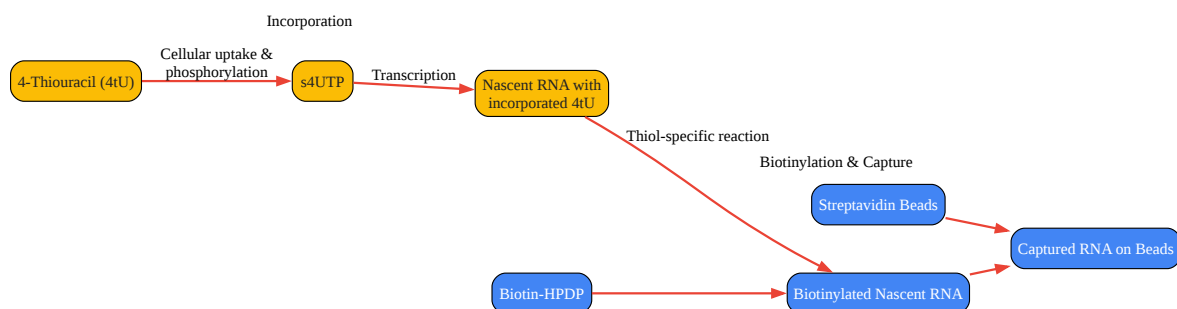 Incorporation
Cellular uptake &
phosphorylation
4-Thiouracil (4tU)
s4UTP
Transcription
Nascent RNA with
incorporated 4tU
Thiol-specific reaction
Biotinylation & Capture
Streptavidin Beads
Captured RNA on Beads
Biotin-HPDP
Biotinylated Nascent RNA